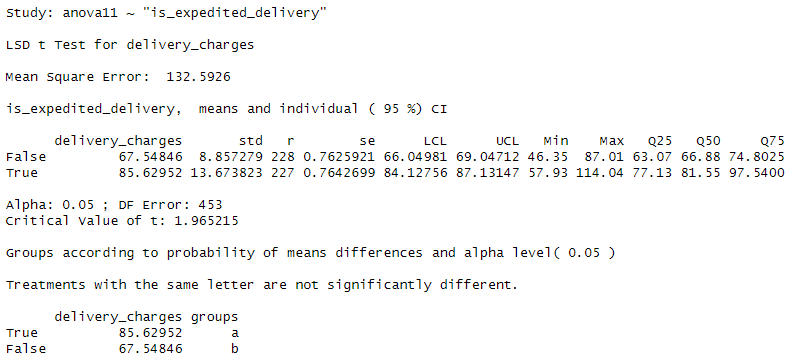 Study: anova11 ~ "is_expedited_delivery"
LSD t Test for delivery_charges
Mean Square Error:  132.5926
is_expedited_delivery,  means and individual ( 95 %) CI
      delivery_charges       std   r        se      LCL      UCL   Min    Max   Q25   Q50     Q75
False         67.54846  8.857279 228 0.7625921 66.04981 69.04712 46.35  87.01 63.07 66.88 74.8025
True          85.62952 13.673823 227 0.7642699 84.12756 87.13147 57.93 114.04 77.13 81.55 97.5400
Alpha: 0.05 ; DF Error: 453
Critical Value of t: 1.965215
Groups according to probability of means differences and alpha level( 0.05 )
Treatments with the same letter are not significantly different.
      delivery_charges groups
True          85.62952      a
False         67.54846      b